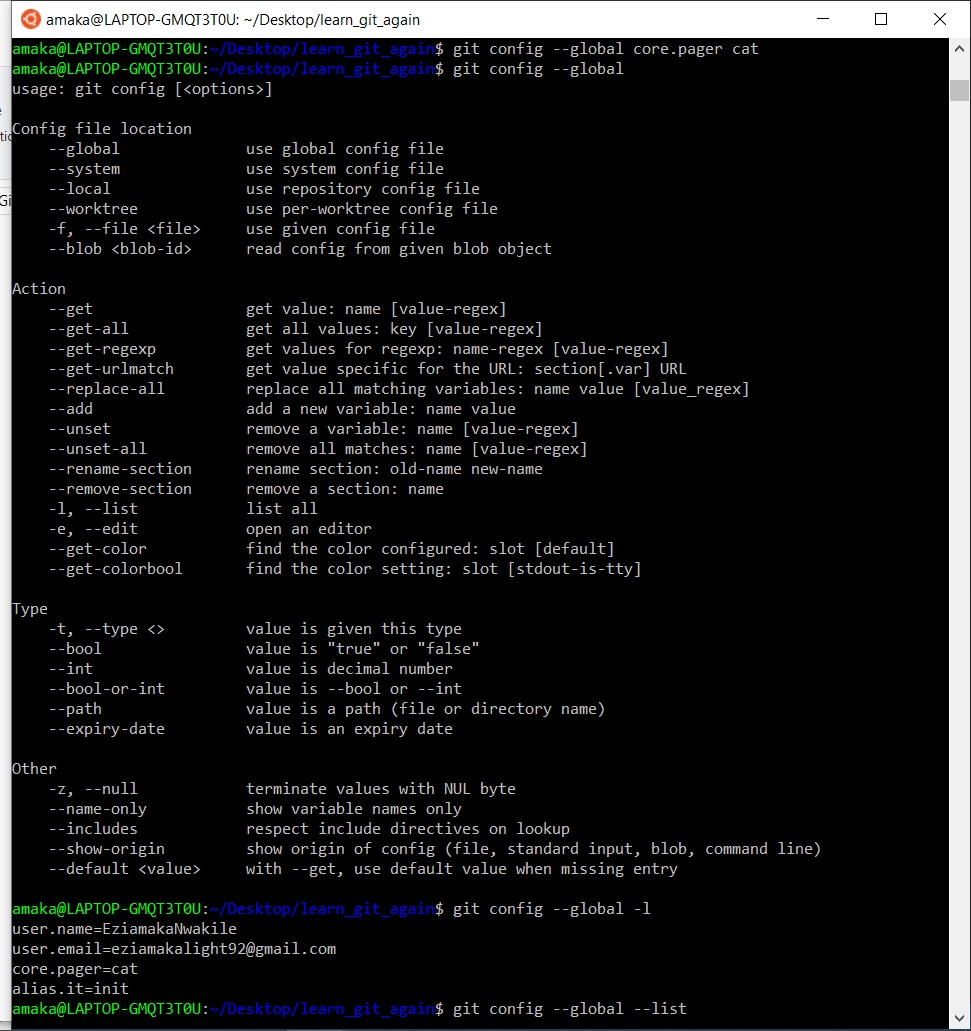 amaka@LAPTOP-GMQT3T0U: ~/Desktop/learn_git_again
amaka@LAPTOP-GMQT3T0U:~/Desktop/learn_git_again$ git config --global core.pager cat
amaka@LAPTOP-GMQT3T0U:~/Desktop/learn_git_again$ git config --global
usage: git config [<options>]
Config file location
--global use global config file
--system use system config file
--local use repository config file
--worktree use per-worktree config file
-f, --file <file> use given config file
--blob <blob-id> read config from given blob object
Action
--get get value: name [value-regex]
--get-all get all values: key [value-regex]
--get-regexp get values for regexp: name-regex [value-regex]
--get-urlmatch get value specific for the URL: section[.var] URL
--replace-all replace all matching variables: name value [value_regex]
--add add a new variable: name value
--unset remove a variable: name [value-regex]
--unset-all remove all matches: name [value-regex]
--rename-section rename section: old-name new-name
--remove-section remove a section: name
-l, --list list all
-e, --edit open an editor
--get-color find the color configured: slot [default]
--get-colorbool find the color setting: slot [stdout-is-tty]
Type
-t, --type <> value is given this type
--bool value is "true" or "false"
--int value is decimal number
--bool-or-int value is --bool or --int
--path value is a path (file or directory name)
--expiry-date value is an expiry date
Other
-z, --null terminate values with NUL byte
--name-only show variable names only
--includes respect include directives on lookup
--show-origin show origin of config (file, standard input, blob, command line)
--default <value> with --get, use default value when missing entry
amaka@LAPTOP-GMQT3T0U:~/Desktop/learn_git_again$ git config --global -l
user.name=EziamakaNwakile
user.email=eziamakalight92@gmail.com
core.pager=cat
alias.it=init
amaka@LAPTOP-GMQT3T0U:~/Desktop/learn_git_again$ git config --global --list